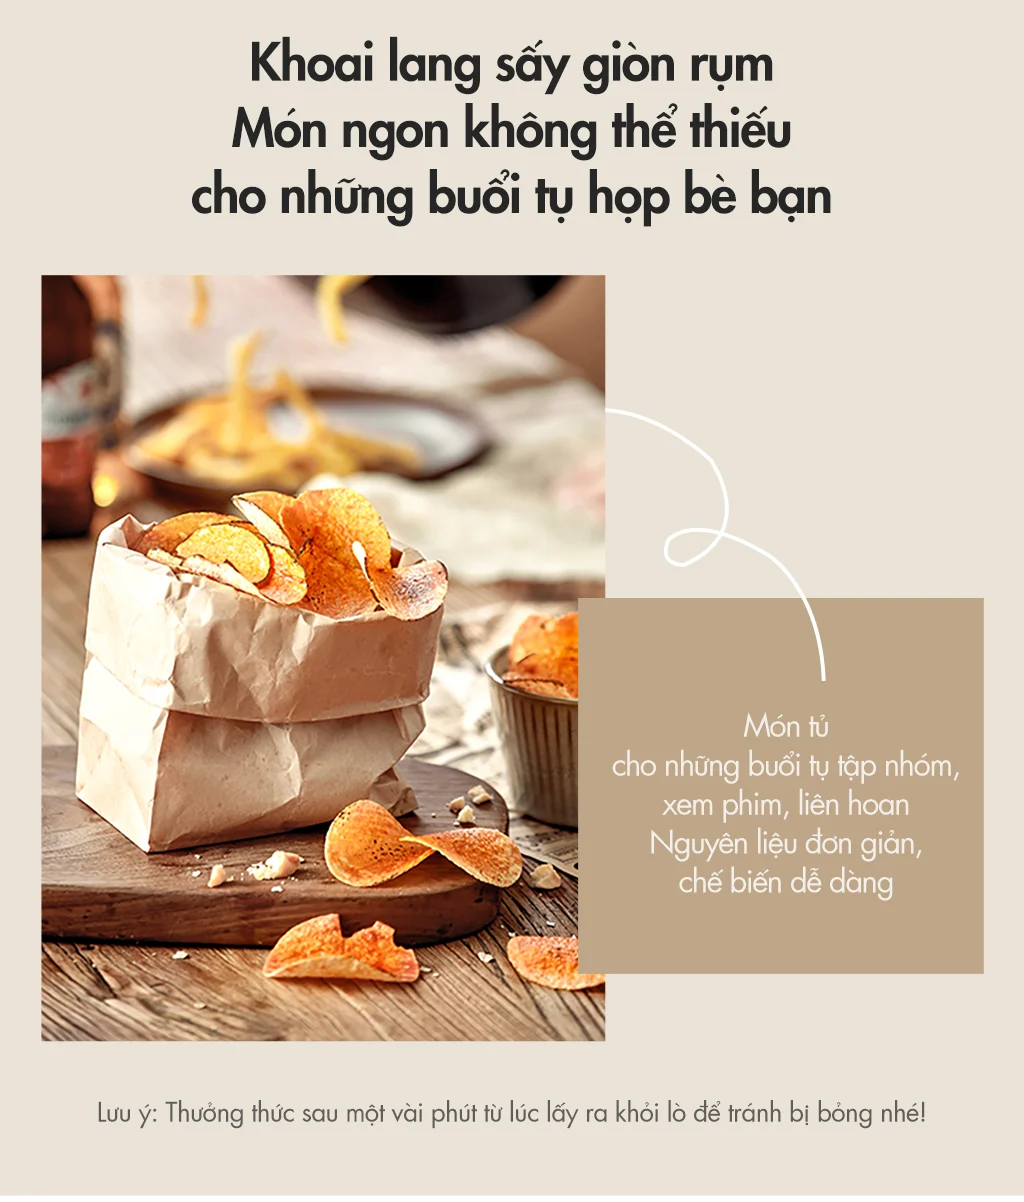 Khoai lang sấy giòn rụm
Món ngon không thể thiếu
cho những buổi tụ họp bè bạn
Món tủ
cho những buổi tụ tập nhóm,
xem phim, liên hoan
Nguyên liệu đơn giản,
chế biến dễ dàng
Lưu ý: Thưởng thức sau một vài phút từ lúc lấy ra khỏi lò để tránh bị bỏng nhé!